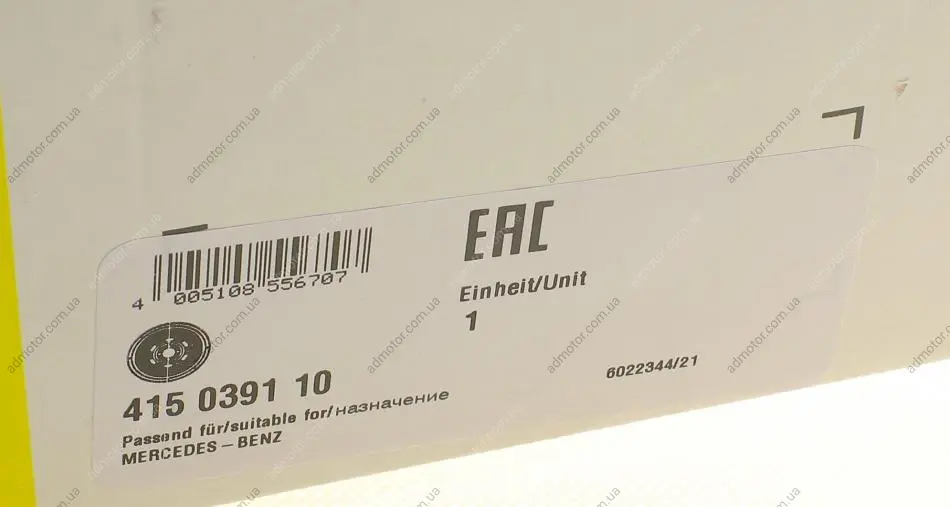 4 005108 556707
EAC
Einheit/Unit
1
415 0391 10
Passend für/suitable for/назначение
MERCEDES-BENZ
6022344/21
admotor.com.ua